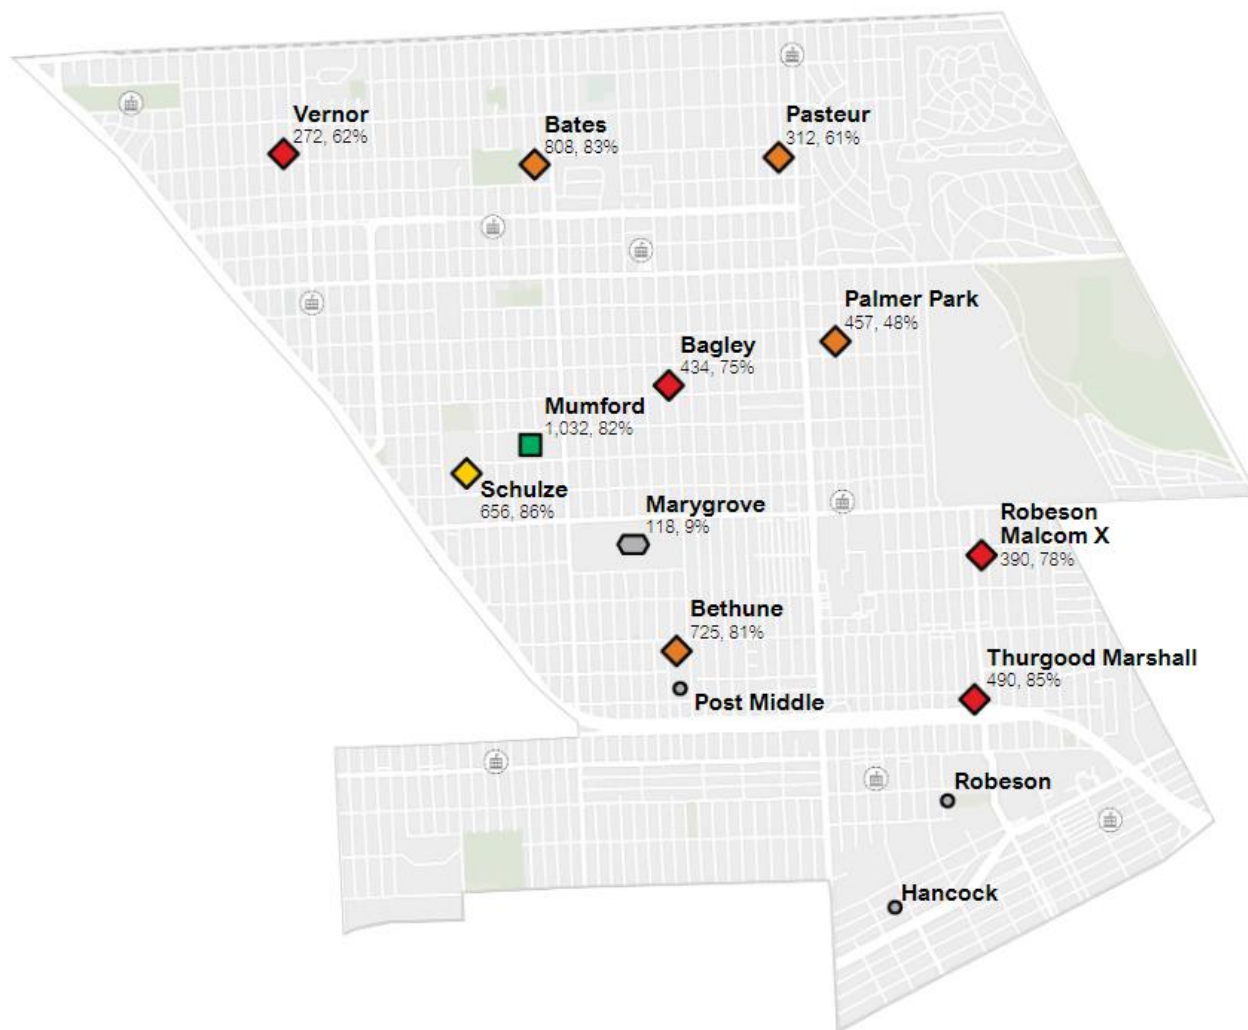 Vernor
272, 62%
Bates
808, 83%
Pasteur
312, 61%
Palmer Park
457, 48%
Bagley
434, 75%
Mumford
1,032, 82%
Schulze
656, 86%
Marygrove
118, 9%
Robeson
Malcom X
390, 78%
Bethune
725, 81%
Thurgood Marshall
490, 85%
Post Middle
Robeson
Hancock